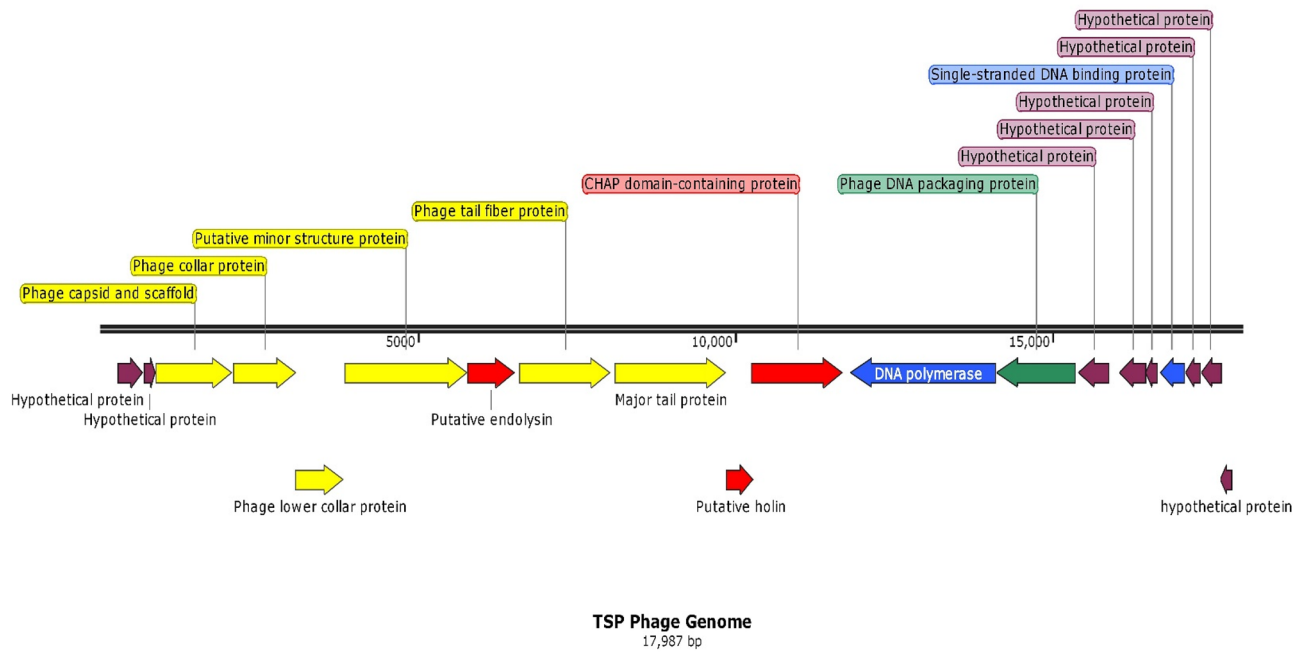 Hypothetical protein
Hypothetical protein
Single-stranded DNA binding protein
Hypothetical protein
Hypothetical protein
Hypothetical protein
CHAP domain-containing protein
Phage DNA packaging protein
Phage tail fiber protein
Putative minor structure protein
Phage collar protein
Phage capsid and scaffold
5000
10,000
15,000
DNA polymerase
Hypothetical protein
Major tail protein
Hypothetical protein
Putative endolysin
Phage lower collar protein
Putative holin
hypothetical protein
TSP Phage Genome
17,987 bp